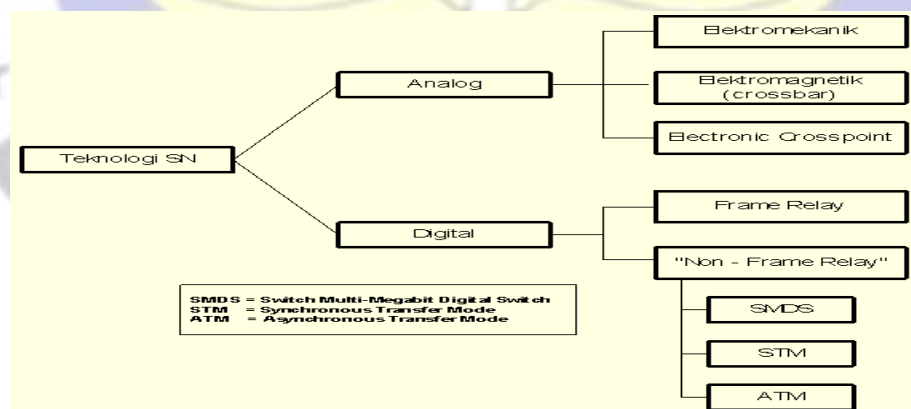 Elektromekanik
Analog
Elektromagnetik
(crossbar)
Electronic Crosspoint
Teknologi SN
Frame Relay
Digital
"Non - Frame Relay"
SMDS = Switch Multi-Megabit Digital Switch
STM = Synchronous Transfer Mode
ATM = Asynchronous Transfer Mode
SMDS
STM
ATM